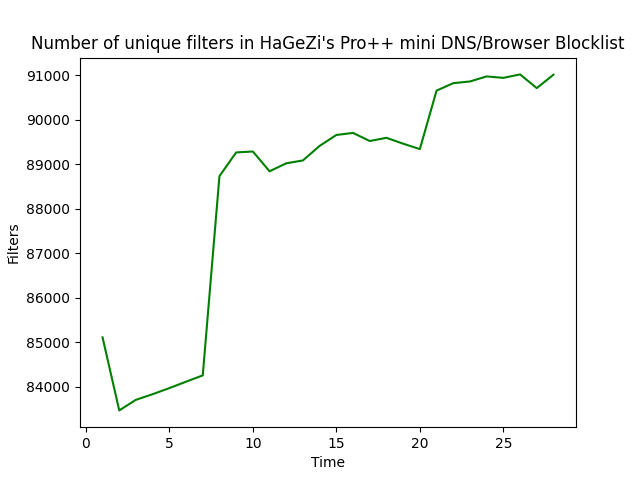 Number of unique filters in HaGeZi's Pro++ mini DNS/Browser Blocklist
91000
90000
89000
88000
87000
86000
85000
84000
Filters
0 5 10 15 20 25
Time